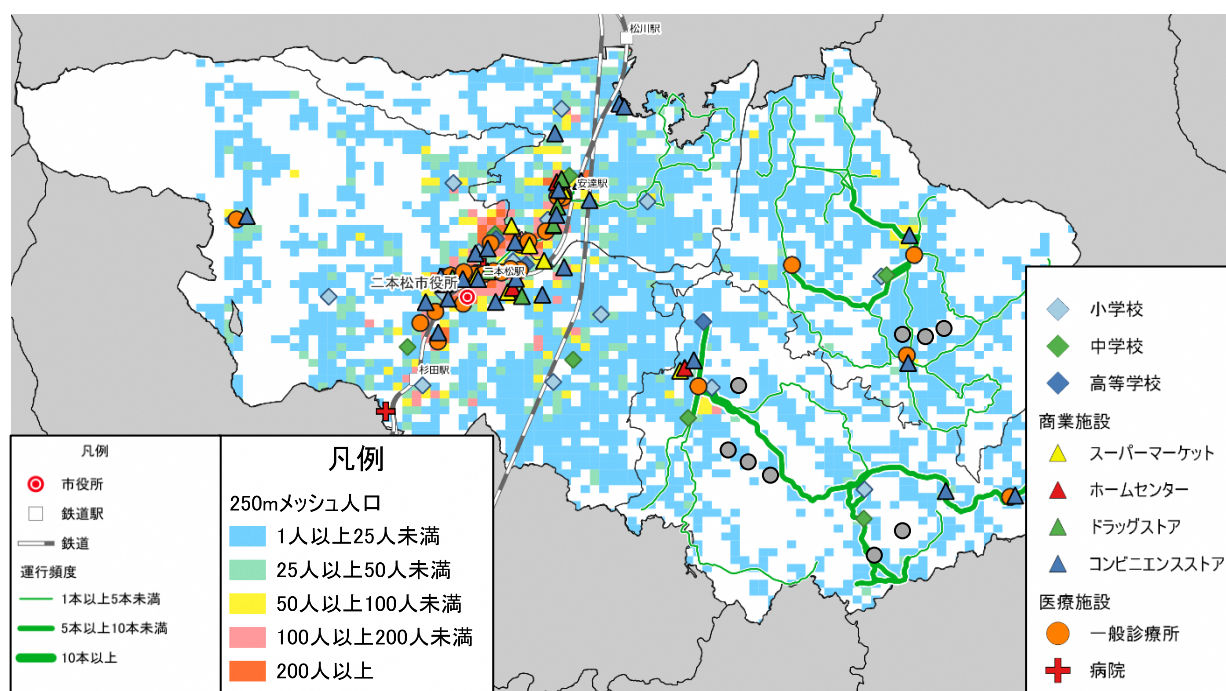 松川駅
安達駅
二本松駅
二本松市役所
杉田駅
凡例
市役所
鉄道駅
鉄道
運行頻度
1本以上5本未満
5本以上10本未満
10本以上
凡例
250mメッシュ人口
1人以上25人未満
25人以上50人未満
50人以上100人未満
100人以上200人未満
200人以上
小学校
中学校
高等学校
商業施設
スーパーマーケット
ホームセンター
ドラッグストア
コンビニエンスストア
医療施設
一般診療所
病院